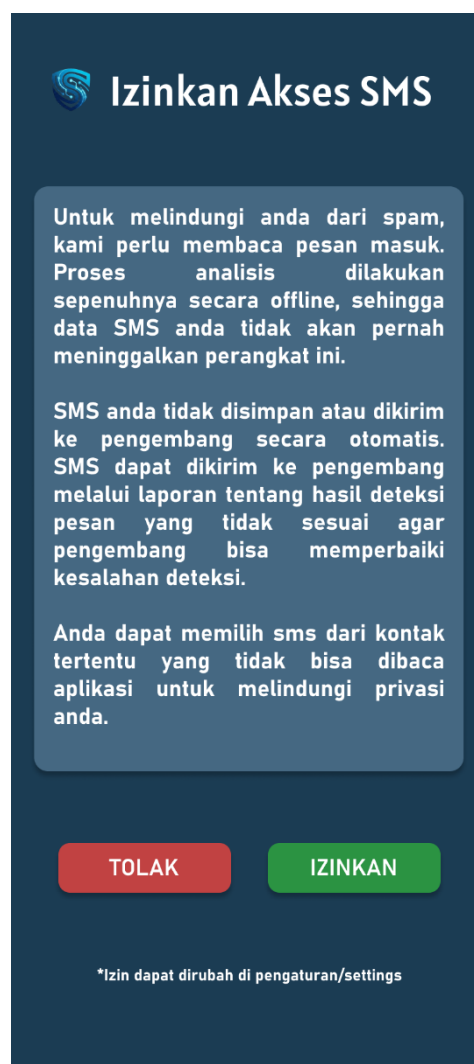 Izinkan Akses SMS
Untuk melindungi anda dari spam,
kami perlu membaca pesan masuk.
Proses analisis dilakukan
sepenuhnya secara offline, sehingga
data SMS anda tidak akan pernah
meninggalkan perangkat ini.
SMS anda tidak disimpan atau dikirim
ke pengembang secara otomatis.
SMS dapat dikirim ke pengembang
melalui laporan tentang hasil deteksi
pesan yang tidak sesuai agar
pengembang bisa memperbaiki
kesalahan deteksi.
Anda dapat memilih sms dari kontak
tertentu yang tidak bisa dibaca
aplikasi untuk melindungi privasi
anda.
TOLAK
IZINKAN
*Izin dapat dirubah di pengaturan/settings